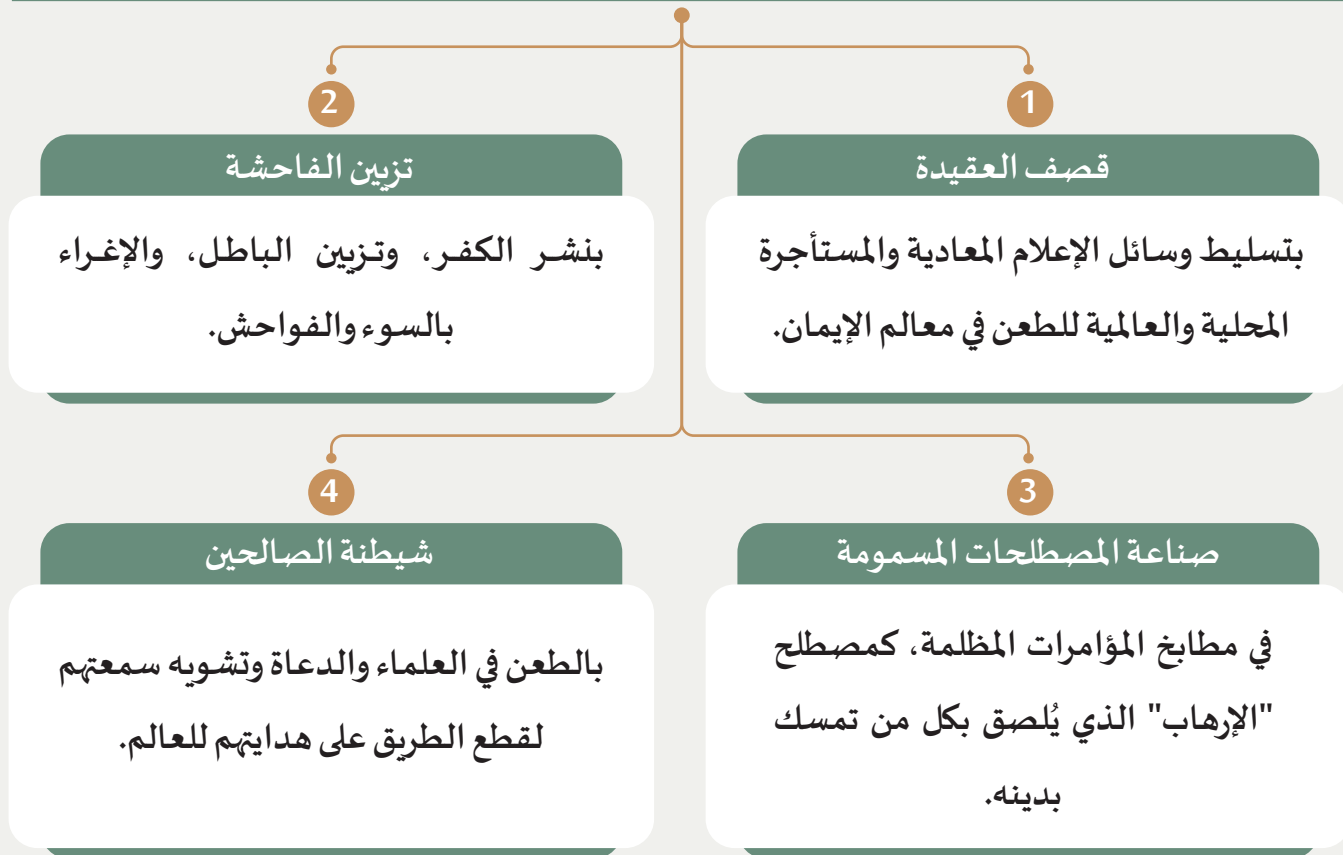 1
قصف العقيدة
بتسليط وسائل الإعلام المعادية والمستأجرة
المحلية والعالمية للطعن في معالم الإيمان.
2
تزيين الفاحشة
بنشر الكفر، وتزيين الباطل، والإغراء
بالسوء والفواحش.
3
صناعة المصطلحات المسمومة
في مطابخ المؤامرات المظلمة، كمصطلح
"الإرهاب" الذي يُلصق بكل من تمسك
بدينه.
4
شيطنة الصالحين
بالطعن في العلماء والدعاة وتشويه سمعتهم
لقطع الطريق على هدايتهم للعالم.